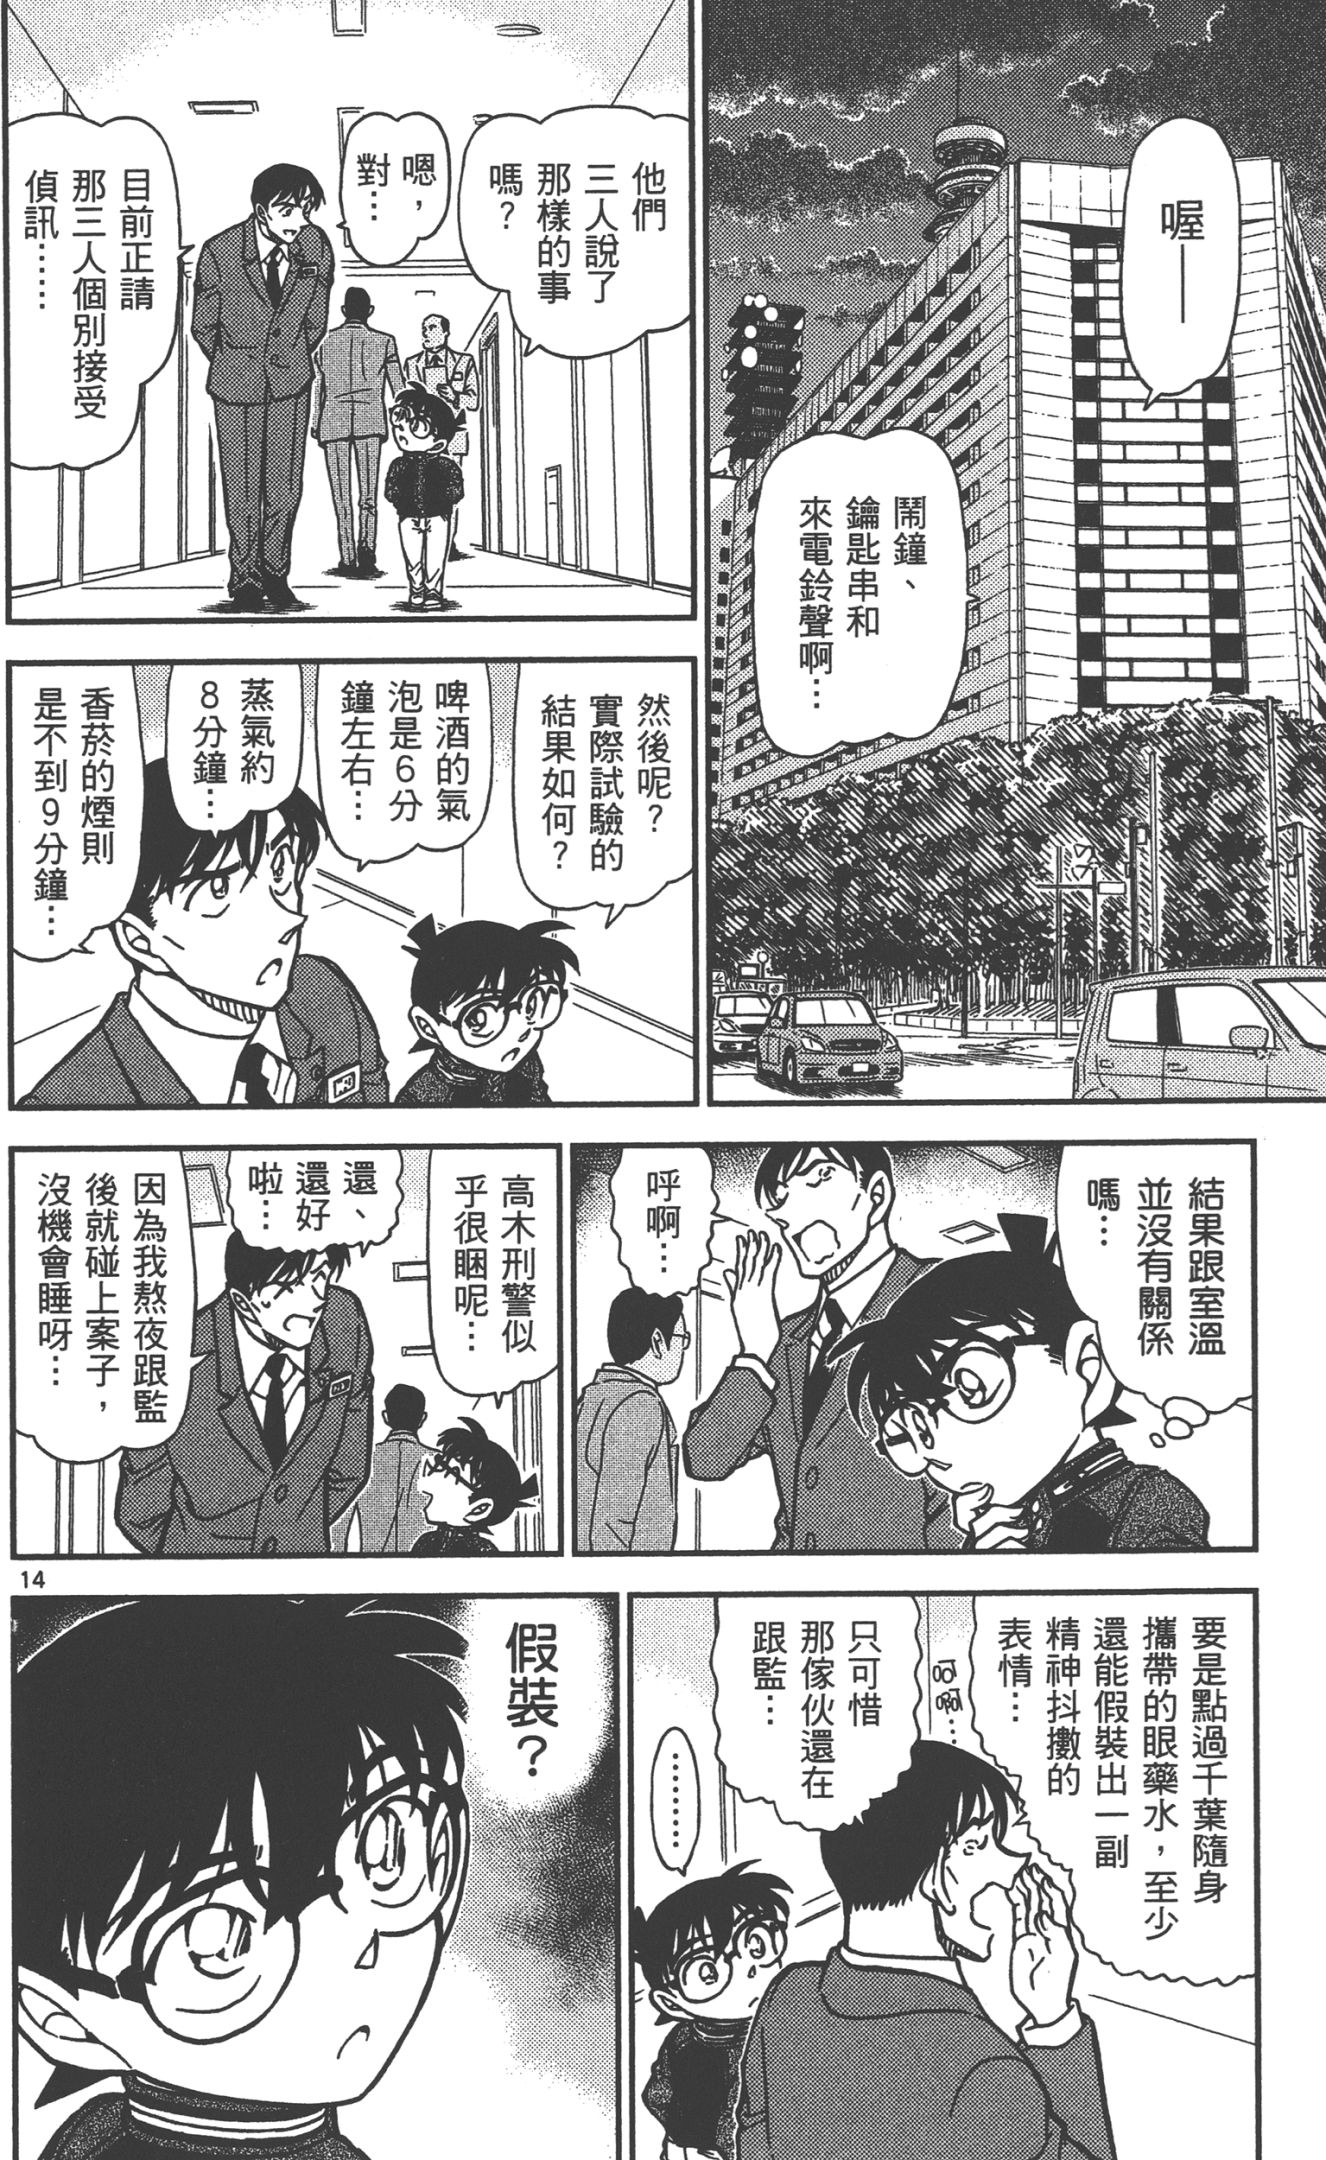 喔——
鬧鐘、
鑰匙串和
來電鈴聲啊…
他們
三人說了
那樣的事
嗎？
嗯，
對…
目前正請
那三人個別接受
偵訊……
然後呢？
實際試驗的
結果如何？
啤酒的氣
泡是6分
鐘左右…
蒸氣約
8分鐘…
香菸的煙則
是不到9分鐘…
結果跟室溫
並沒有關係
嗎…
呼啊…
高木刑警似
乎很睏呢…
還、
還好
啦…
因為我熬夜跟監
後就碰上案子，
沒機會睡呀…
要是點過千葉隨身
攜帶的眼藥水，至少
還能假裝出一副
精神抖擻的
表情…
呵啊…
只可惜
那傢伙還在
跟監…
………
假裝？
14